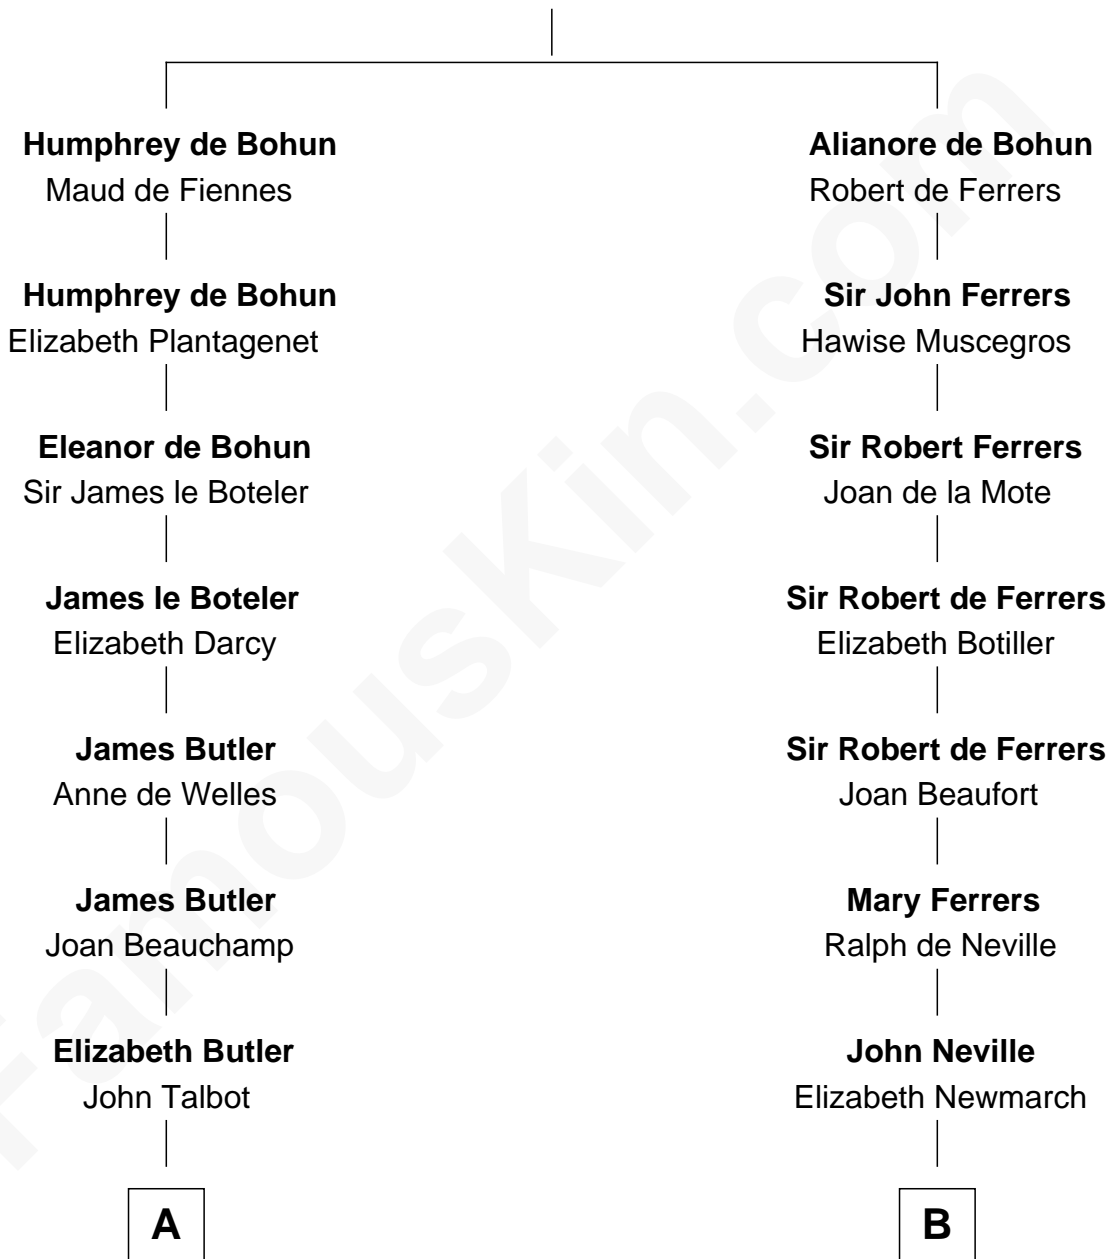 Humphrey de Bohun
Maud de Fiennes
Humphrey de Bohun
Elizabeth Plantagenet
Eleanor de Bohun
Sir James le Boteler
James le Boteler
Elizabeth Darcy
James Butler
Anne de Welles
James Butler
Joan Beauchamp
Elizabeth Butler
John Talbot
A
Alianore de Bohun
Robert de Ferrers
Sir John Ferrers
Hawise Muscegros
Sir Robert Ferrers
Joan de la Mote
Sir Robert de Ferrers
Elizabeth Botiller
Sir Robert de Ferrers
Joan Beaufort
Mary Ferrers
Ralph de Neville
John Neville
Elizabeth Newmarch
B
FamousKin.com